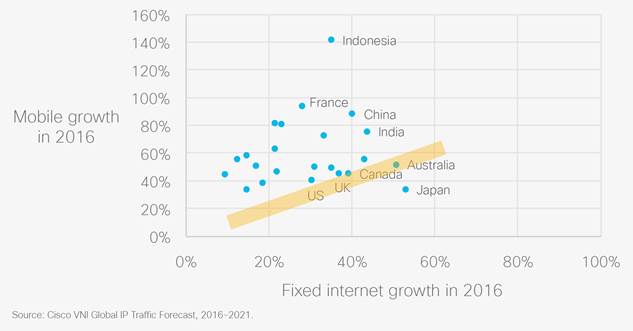 160%
140%
120%
100%
80%
60%
40%
20%
0%
Mobile growth
in 2016
Indonesia
France
China
India
Australia
Canada
UK
US
Japan
0% 20% 40% 60% 80% 100%
Fixed internet growth in 2016
Source: Cisco VNI Global IP Traffic Forecast, 2016–2021.